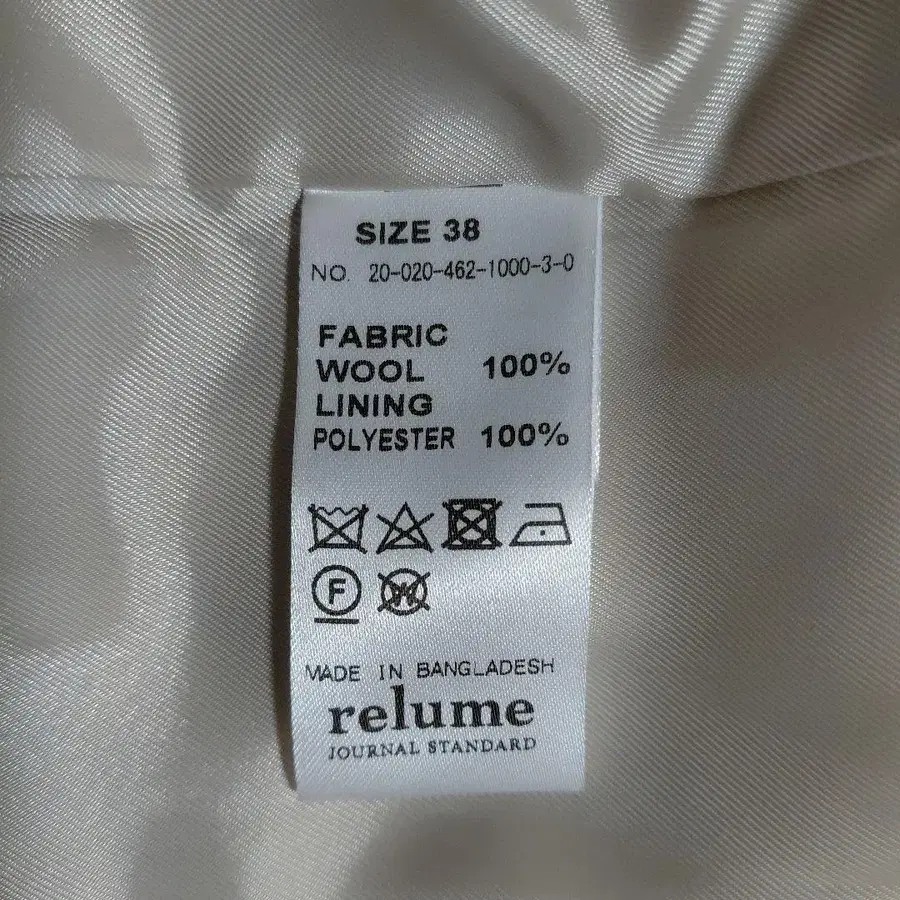 SIZE 38
NO. 20-020-462-1000-3-0
FABRIC
WOOL 100%
LINING
POLYESTER 100%
F W
MADE IN BANGLADESH
relume
JOURNAL STANDARD